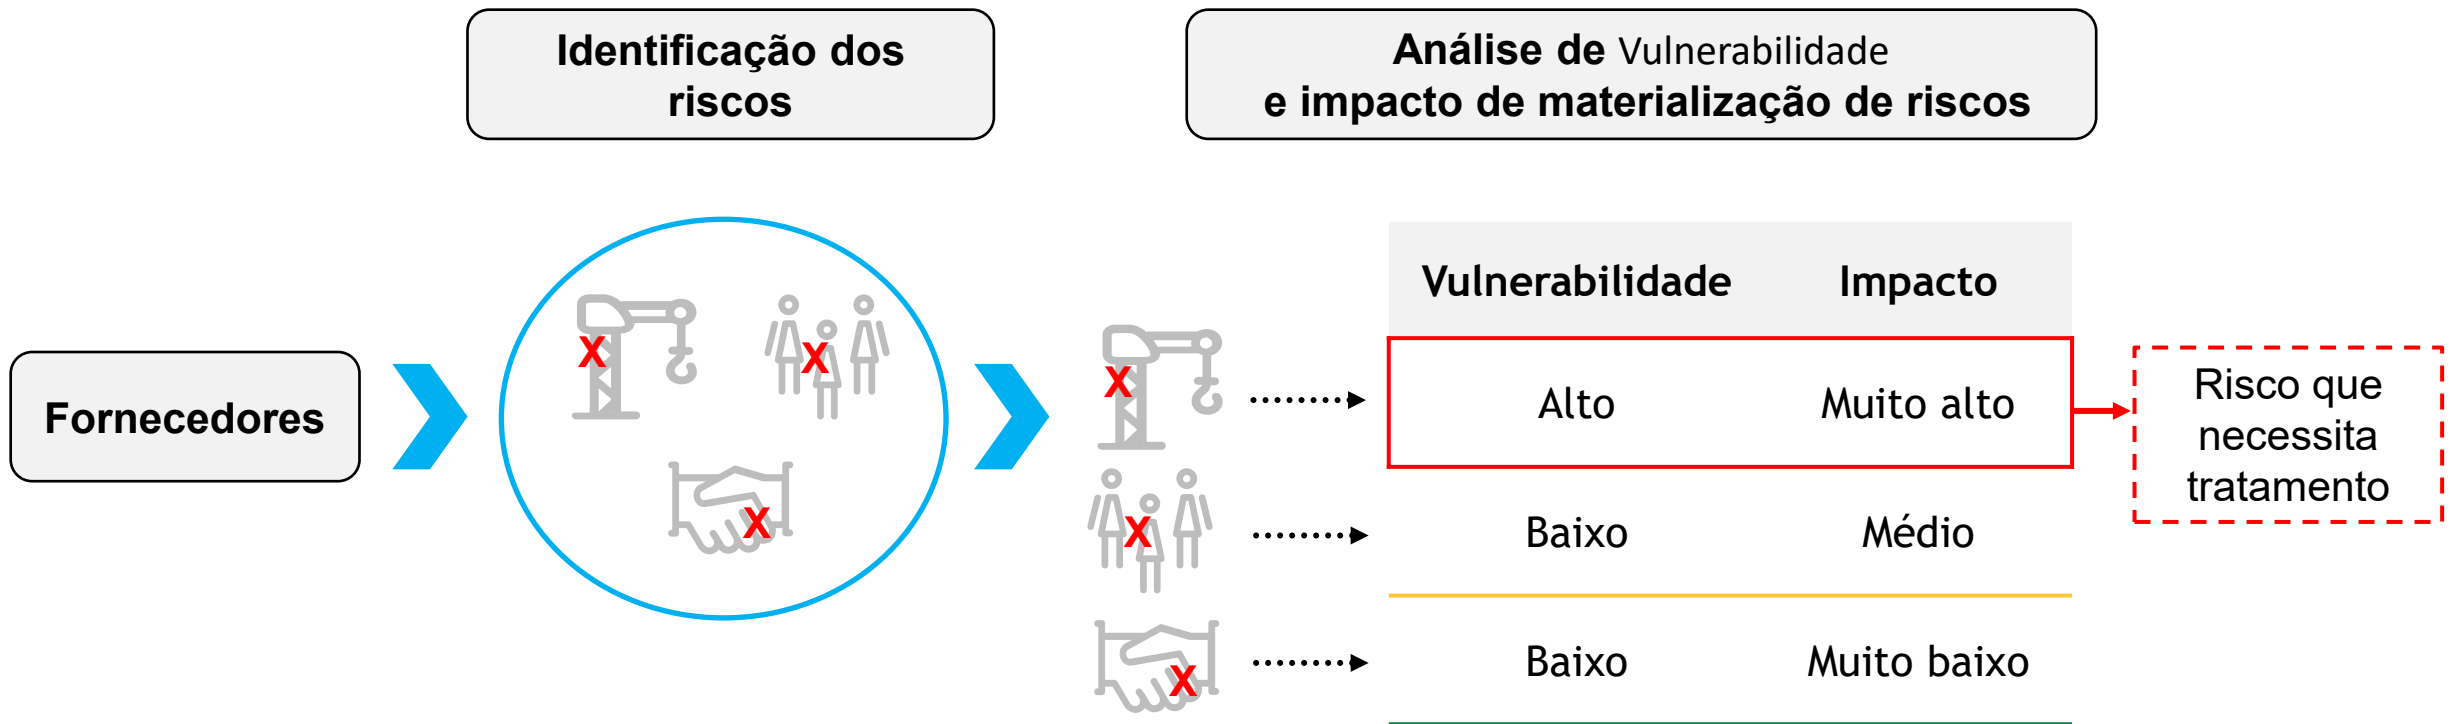 Identificação dos
riscos
Análise de Vulnerabilidade
e impacto de materialização de riscos
Fornecedores
X
X
X
X
X
X
Vulnerabilidade Impacto
Alto Muito alto
Baixo Médio
Baixo Muito baixo
Risco que
necessita
tratamento